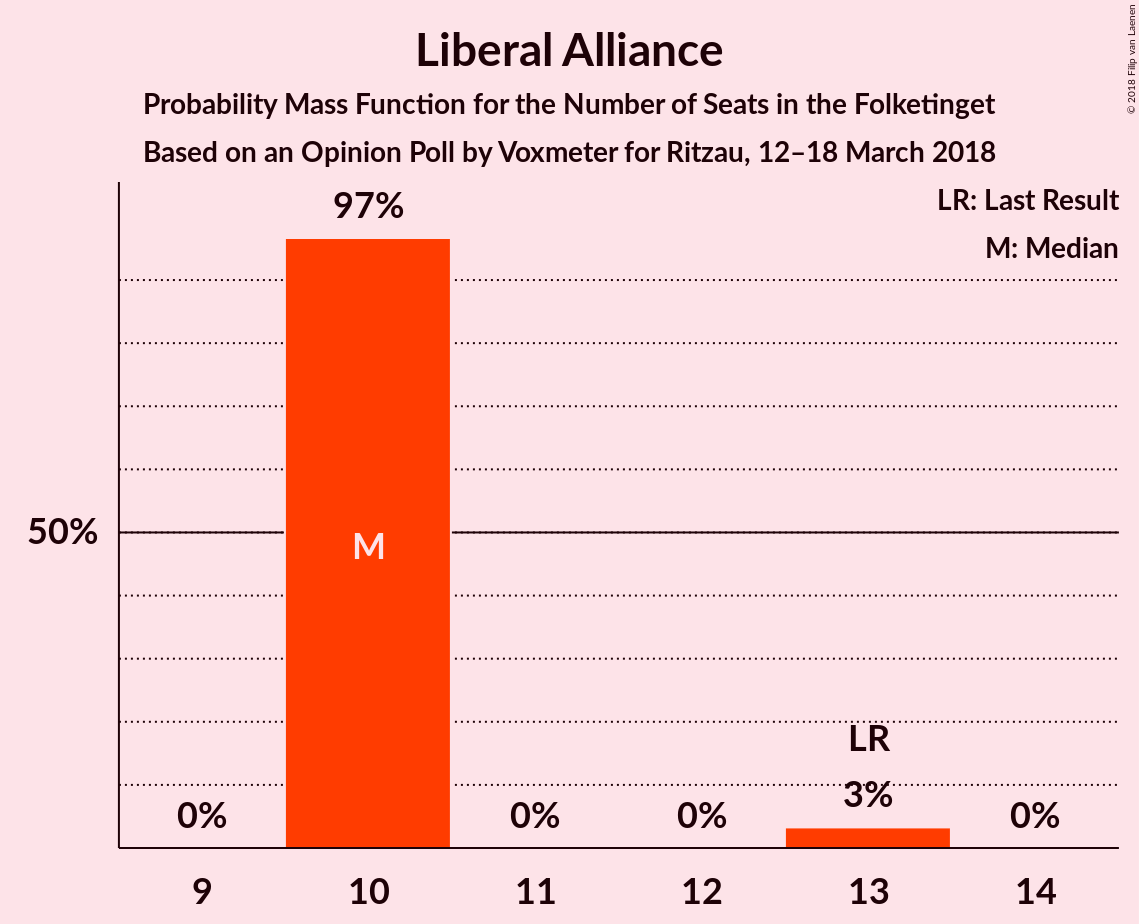 Liberal Alliance
Probability Mass Function for the Number of Seats in the Folketinget
Based on an Opinion Poll by Voxmeter for Ritzau, 12–18 March 2018
© 2018 Filip van Laenen
LR: Last Result
M: Median
97%
50%
M
LR
3%
0%
0%
0%
0%
9
10
11
12
13
14